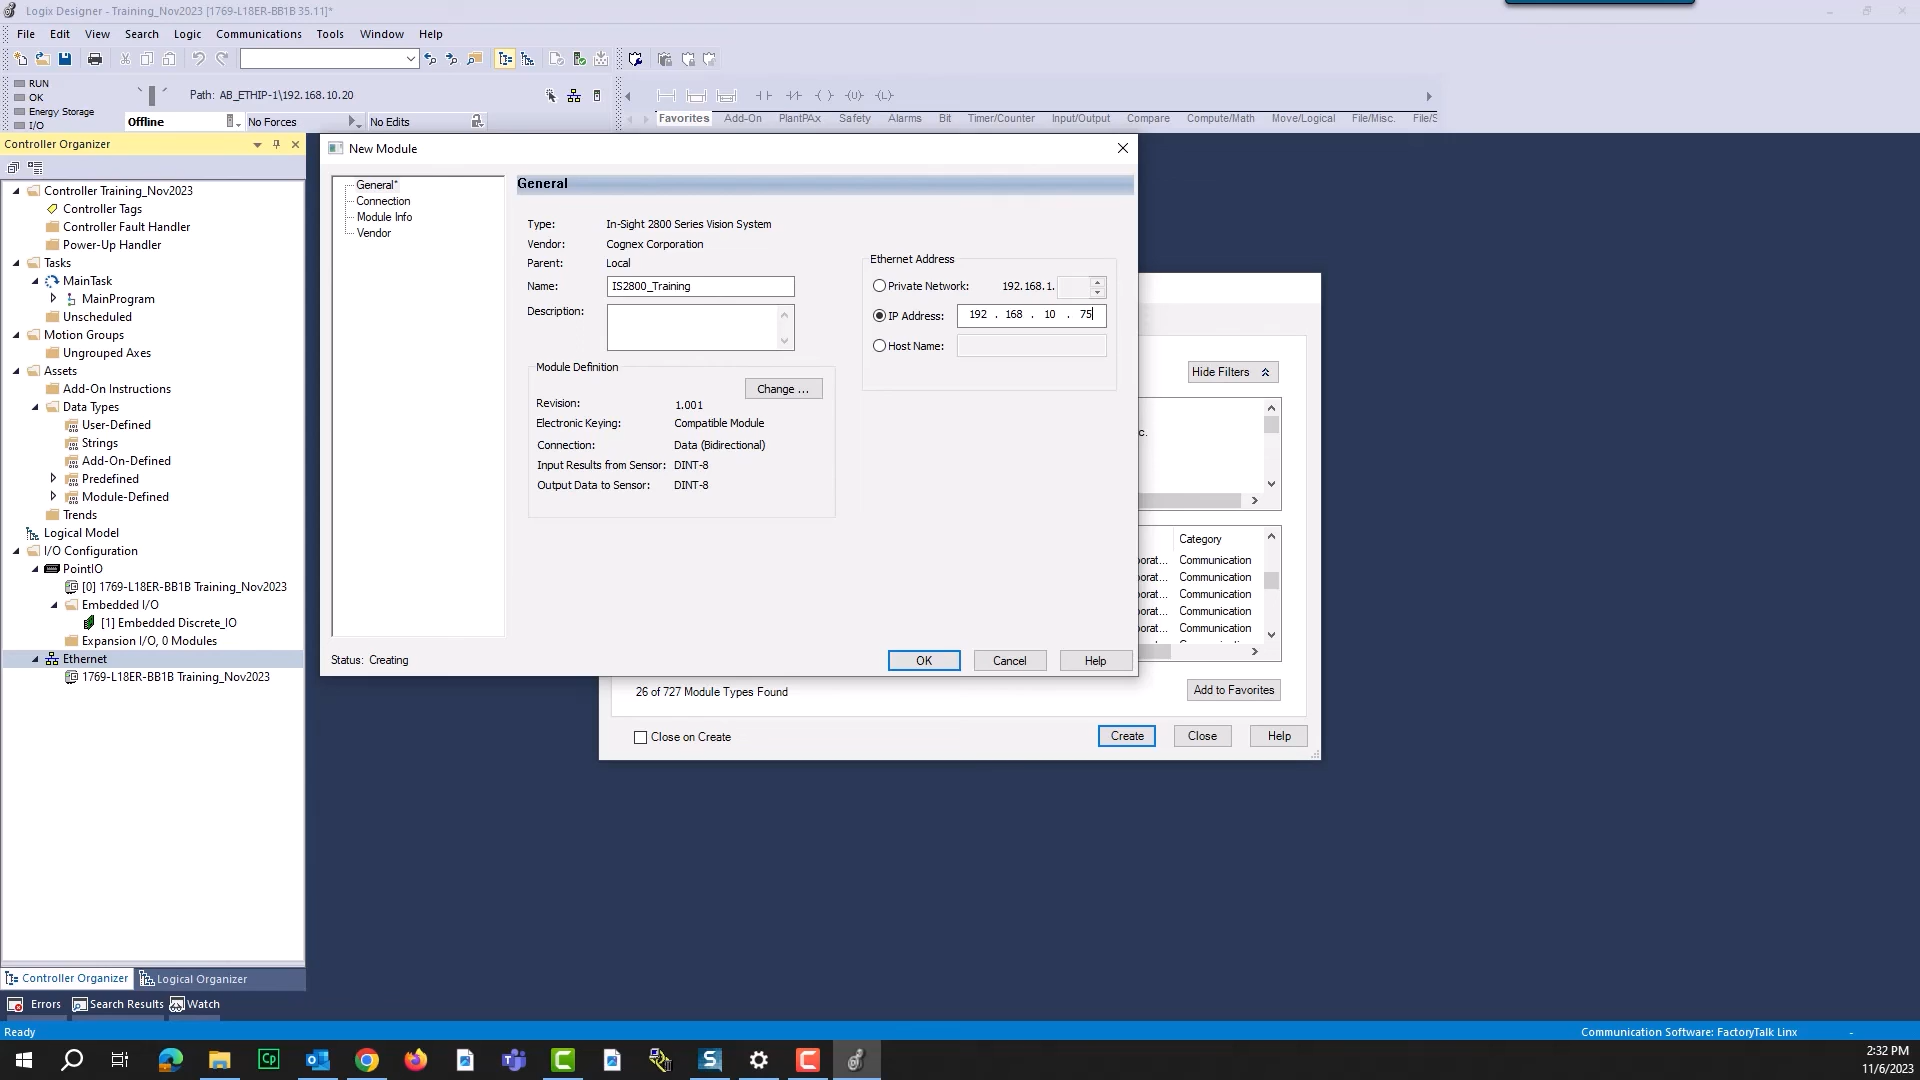 Logix Designer - Training_Nov2023 [1769-L18ER-BB1B 35.11]*
File Edit View Search Logic Communications Tools Window Help
RUN
OK
Energy Storage
I/O
Path: AB_ETHIP-1\192.168.10.20
Offline No Forces No Edits
Favorites Add-On PlantPAx Safety Alarms Bit Timer/Counter Input/Output Compare Compute/Math Move/Logical File/Misc. File/S
Controller Organizer
Controller Training_Nov2023
Controller Tags
Controller Fault Handler
Power-Up Handler
Tasks
MainTask
MainProgram
Unscheduled
Motion Groups
Ungrouped Axes
Assets
Add-On Instructions
Data Types
User-Defined
Strings
Add-On-Defined
Predefined
Module-Defined
Trends
Logical Model
I/O Configuration
PointIO
[0] 1769-L18ER-BB1B Training_Nov2023
Embedded I/O
[1] Embedded Discrete_IO
Expansion I/O, 0 Modules
Ethernet
1769-L18ER-BB1B Training_Nov2023
New Module
General*
Connection
Module Info
Vendor
General
Type: In-Sight 2800 Series Vision System
Vendor: Cognex Corporation
Parent: Local
Name: IS2800_Training
Description:
Ethernet Address
Private Network: 192.168.1.
IP Address: 192 . 168 . 10 . 75
Host Name:
Module Definition
Change ...
Revision: 1.001
Electronic Keying: Compatible Module
Connection: Data (Bidirectional)
Input Results from Sensor: DINT-8
Output Data to Sensor: DINT-8
Status: Creating
OK Cancel Help
Hide Filters
c.
Category
orat... Communication
orat... Communication
orat... Communication
orat... Communication
orat... Communication
26 of 727 Module Types Found
Add to Favorites
Close on Create
Create Close Help
Controller Organizer Logical Organizer
Errors Search Results Watch
Ready
Communication Software: FactoryTalk Linx
2:32 PM
11/6/2023